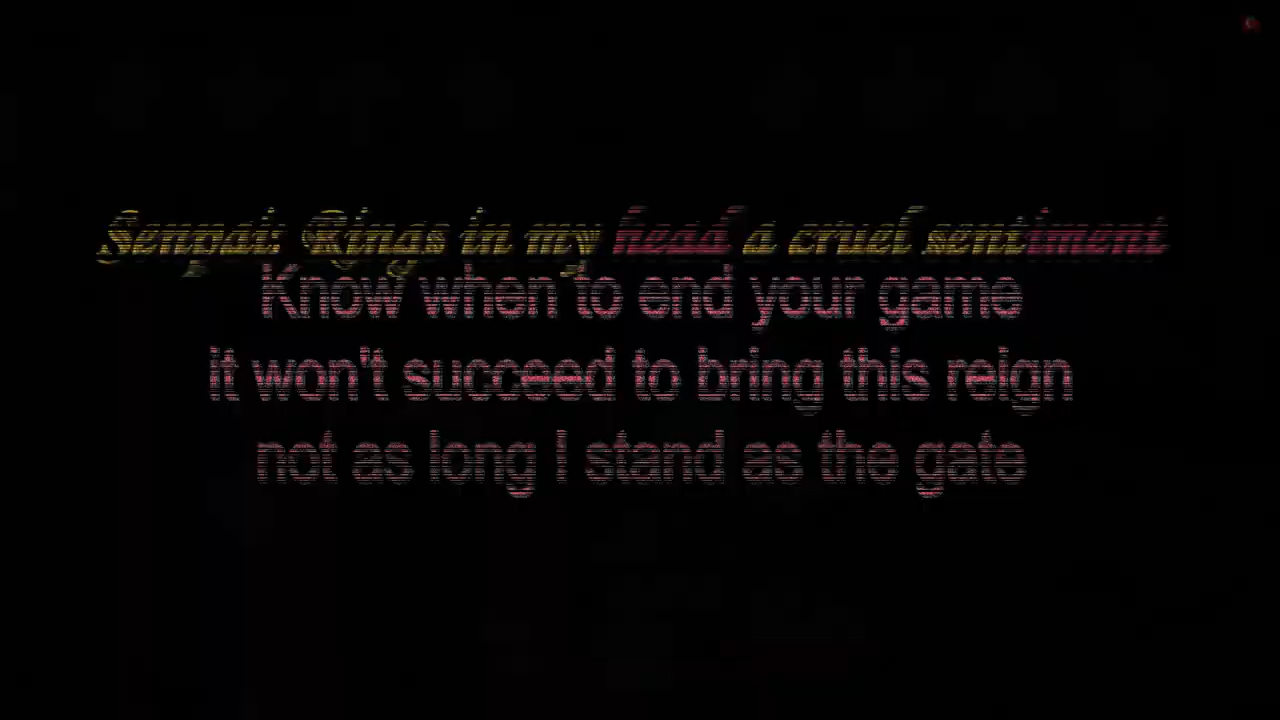 Senpai: Rings in my head a cruel sentiment
Know when to end your game
it won't succeed to bring this reign
not as long I stand as the gate